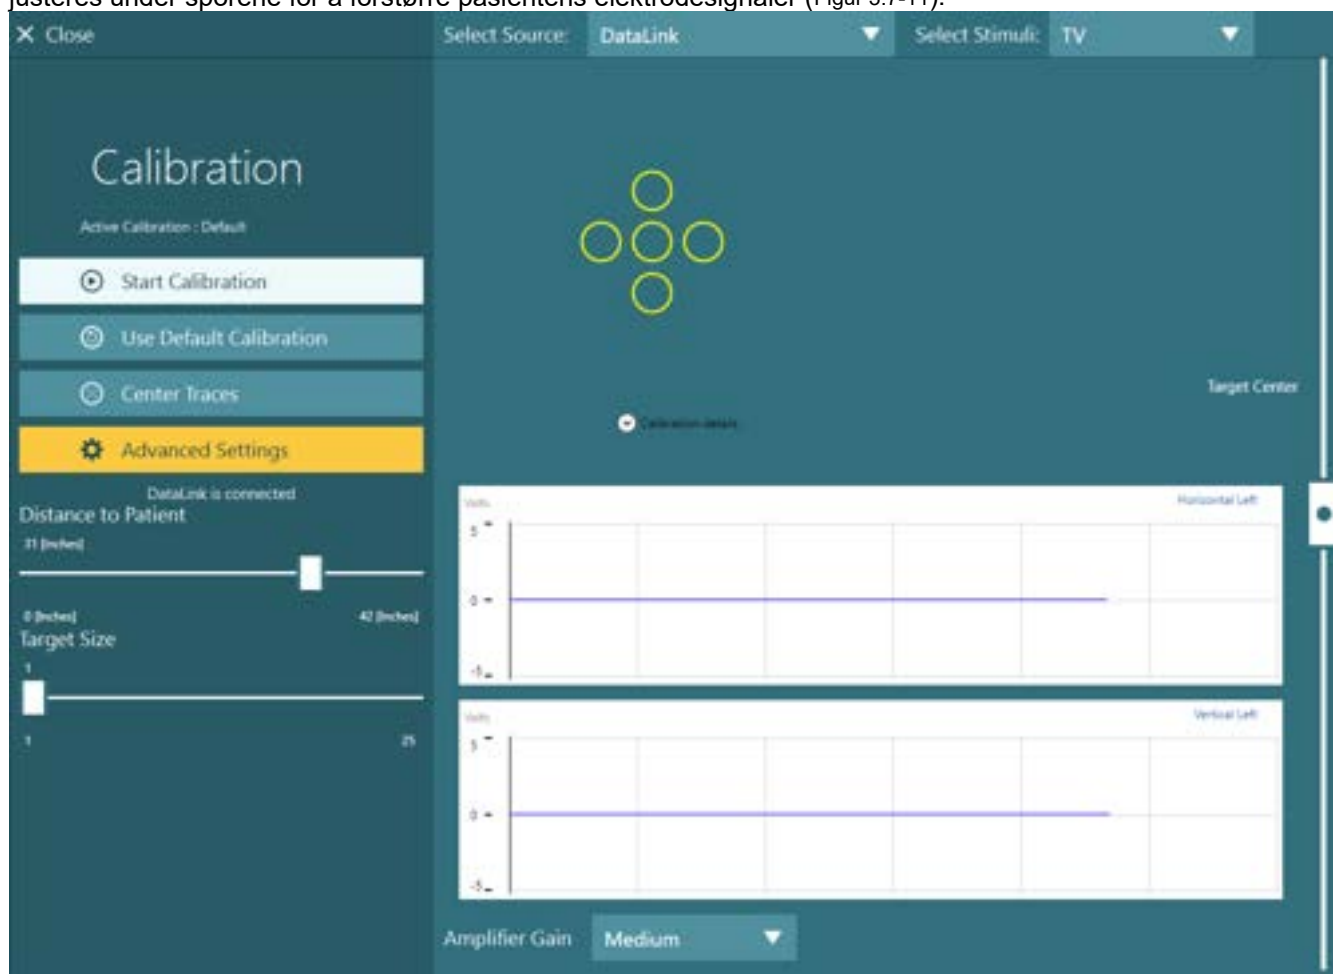 justeres under sporene for å forstørre pasientens elektrodesignaler (Figur 5.7-11).
Close
Select Source: DataLink
Select Stimuli: TV
Calibration
Active Calibration : Default
Start Calibration
Use Default Calibration
Center Traces
Advanced Settings
DataLink is connected
Distance to Patient
31 [Inches]
0 [Inches] 42 [Inches]
Target Size
1
1 25
Target Center
Calibration details
Volts Horizontal Left
5
0
-5
Volts Vertical Left
5
0
-5
Amplifier Gain Medium